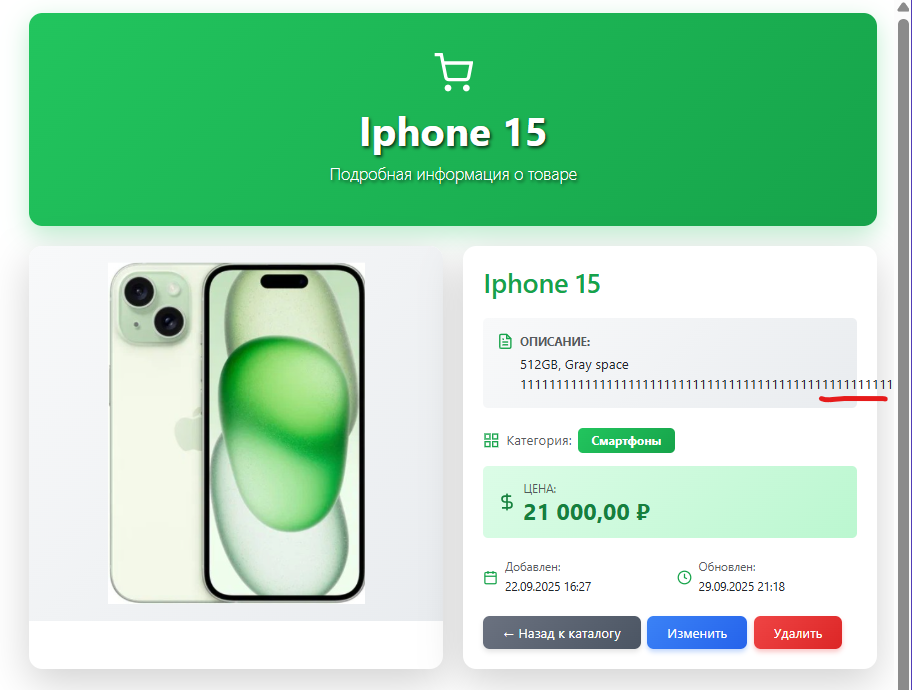 Iphone 15
Подробная информация о товаре
Iphone 15
ОПИСАНИЕ:
512GB, Gray space
1111111111111111111111111111111111111111111111111111
Категория: Смартфоны
ЦЕНА:
$ 21 000,00 ₽
Добавлен:
22.09.2025 16:27
Обновлен:
29.09.2025 21:18
← Назад к каталогу
Изменить
Удалить